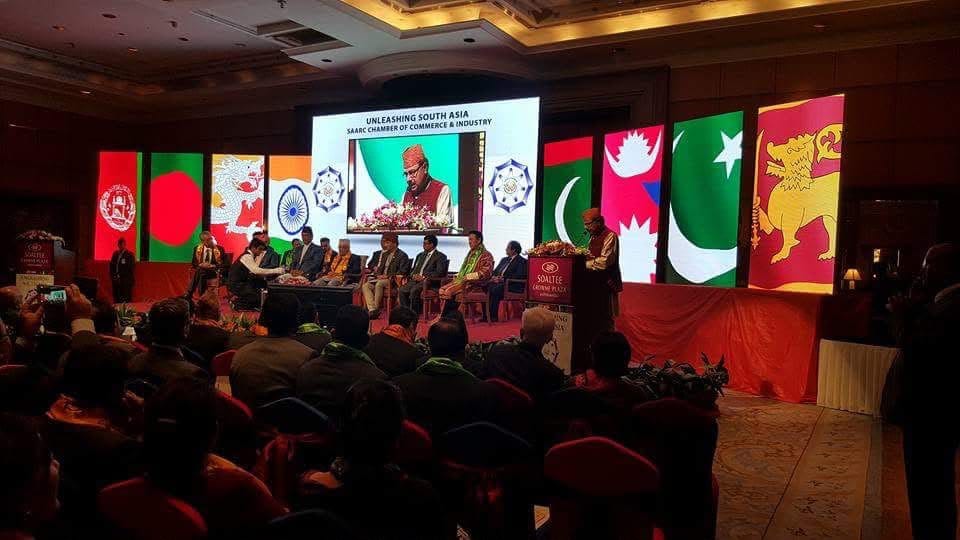 UNLEASHING SOUTH ASIA
SAARC CHAMBER OF COMMERCE & INDUSTRY
SOALTEE
CROWNE PLAZA
SOALTEE
CROWNE PLAZA